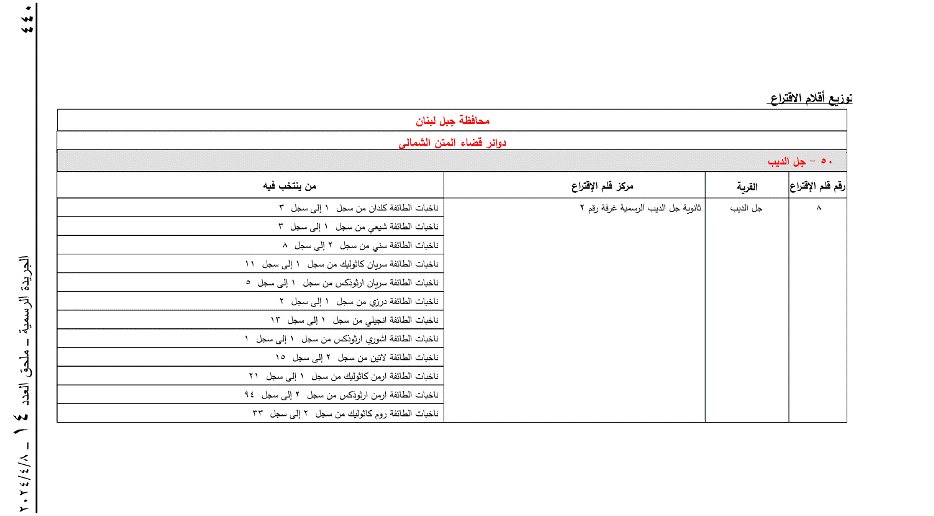 ٤٤٠
الجريدة الرسمية - ملحق العدد ١٤ - ٢٠٢٤/٤/٨
توزيع أقلام الاقتراع
محافظة جبل لبنان
دوائر قضاء المتن الشمالي
٥٠ - جل الديب
رقم قلم الإقتراع القرية مركز قلم الإقتراع من ينتخب فيه
٨ جل الديب ثانوية جل الديب الرسمية غرفة رقم ٢ ناخبات الطائفة كلدان من سجل ١ إلى سجل ٣
ناخبات الطائفة شيعي من سجل ١ إلى سجل ٣
ناخبات الطائفة سني من سجل ٢ إلى سجل ٨
ناخبات الطائفة سريان كاثوليك من سجل ١ إلى سجل ١١
ناخبات الطائفة سريان ارثوذكس من سجل ١ إلى سجل ٥
ناخبات الطائفة درزي من سجل ١ إلى سجل ٢
ناخبات الطائفة انجيلي من سجل ١ إلى سجل ١٣
ناخبات الطائفة اشوري ارثوذكس من سجل ١ إلى سجل ١
ناخبات الطائفة لاتين من سجل ٢ إلى سجل ١٥
ناخبات الطائفة ارمن كاثوليك من سجل ١ إلى سجل ٢١
ناخبات الطائفة ارمن ارثوذكس من سجل ٢ إلى سجل ٩٤
ناخبات الطائفة روم كاثوليك من سجل ٢ إلى سجل ٣٣